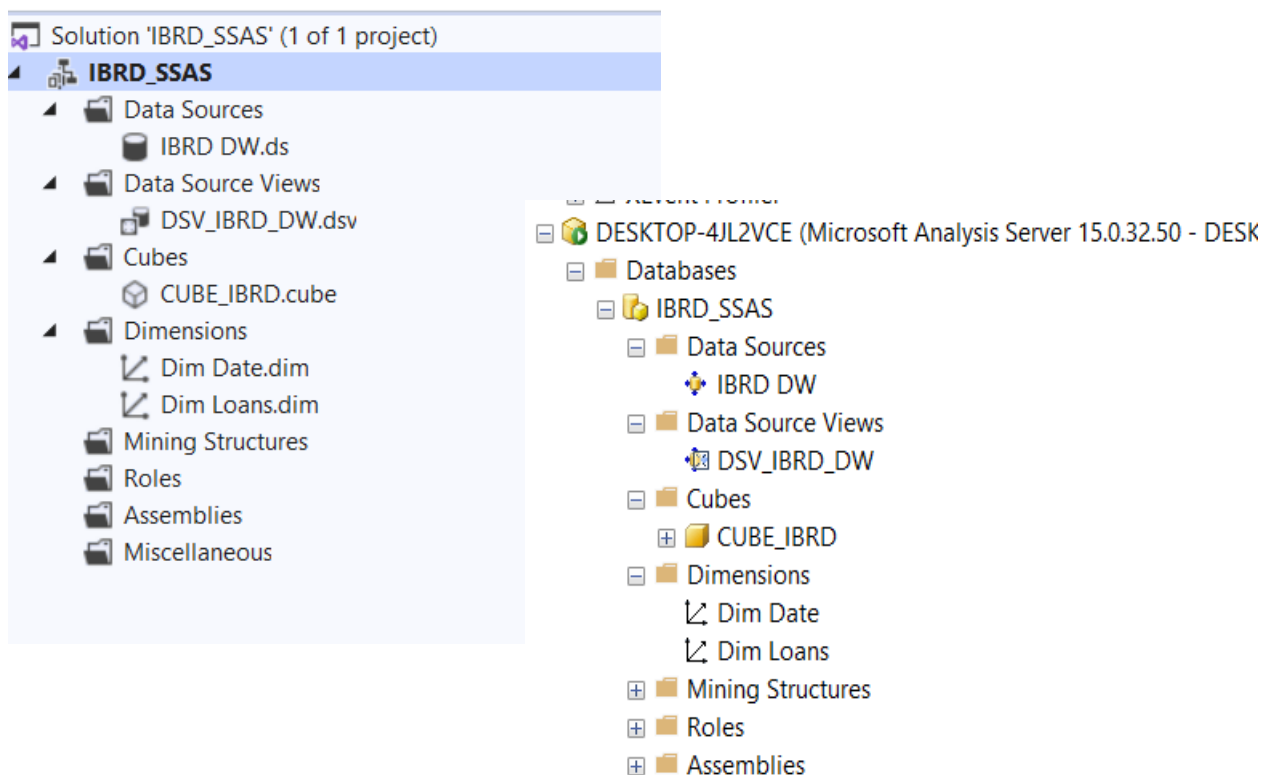 Solution 'IBRD_SSAS' (1 of 1 project)
IBRD_SSAS
Data Sources
IBRD DW.ds
Data Source Views
DSV_IBRD_DW.dsv
Cubes
CUBE_IBRD.cube
Dimensions
Dim Date.dim
Dim Loans.dim
Mining Structures
Roles
Assemblies
Miscellaneous
DESKTOP-4JL2VCE (Microsoft Analysis Server 15.0.32.50 - DESK
Databases
IBRD_SSAS
Data Sources
IBRD DW
Data Source Views
DSV_IBRD_DW
Cubes
CUBE_IBRD
Dimensions
Dim Date
Dim Loans
Mining Structures
Roles
Assemblies